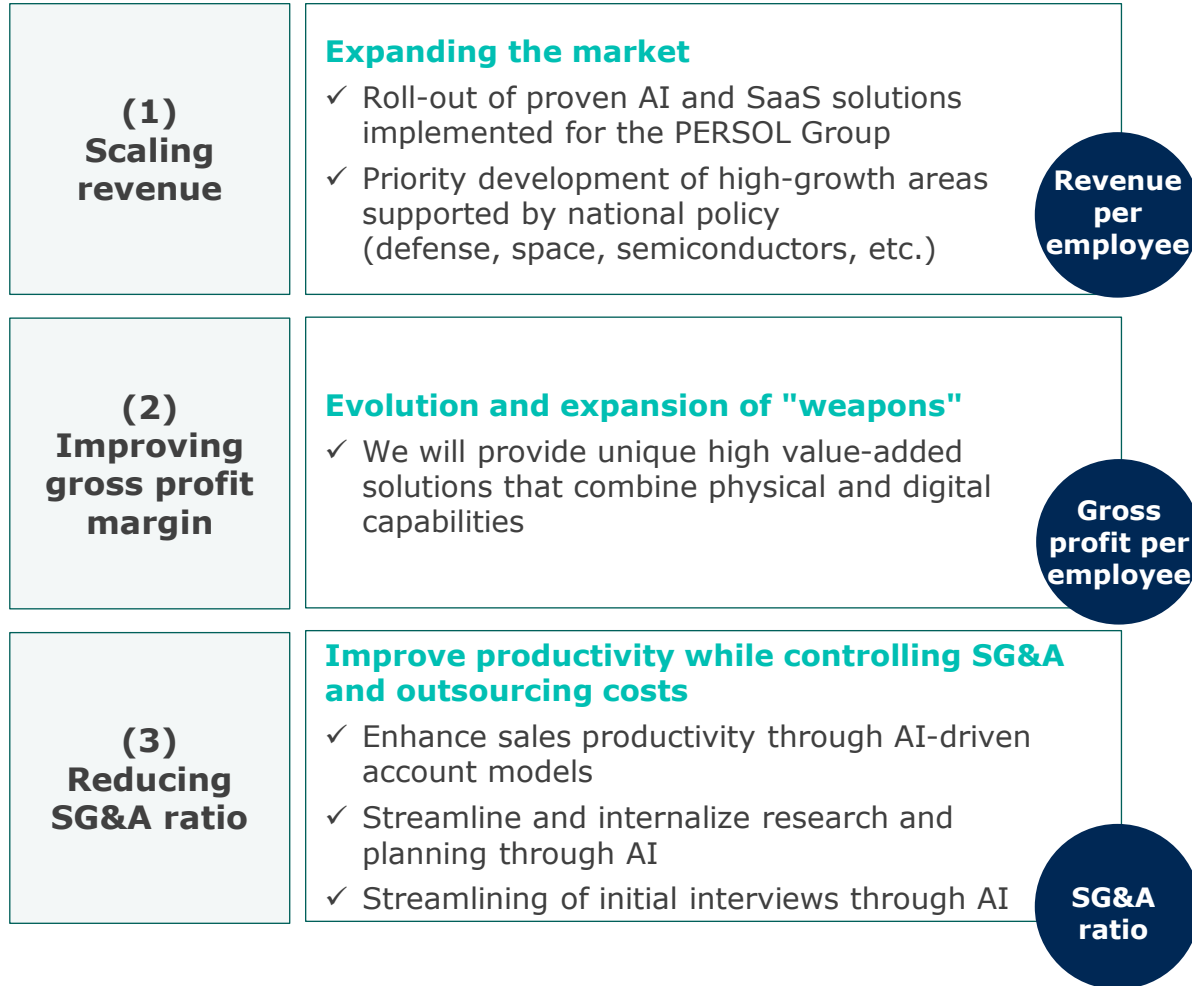 (1)
Scaling
revenue
Expanding the market
✓ Roll-out of proven AI and SaaS solutions
implemented for the PERSOL Group
✓ Priority development of high-growth areas
supported by national policy
(defense, space, semiconductors, etc.)
Revenue
per
employee
(2)
Improving
gross profit
margin
Evolution and expansion of "weapons"
✓ We will provide unique high value-added
solutions that combine physical and digital
capabilities
Gross
profit per
employee
(3)
Reducing
SG&A ratio
Improve productivity while controlling SG&A
and outsourcing costs
✓ Enhance sales productivity through AI-driven
account models
✓ Streamline and internalize research and
planning through AI
✓ Streamlining of initial interviews through AI
SG&A
ratio